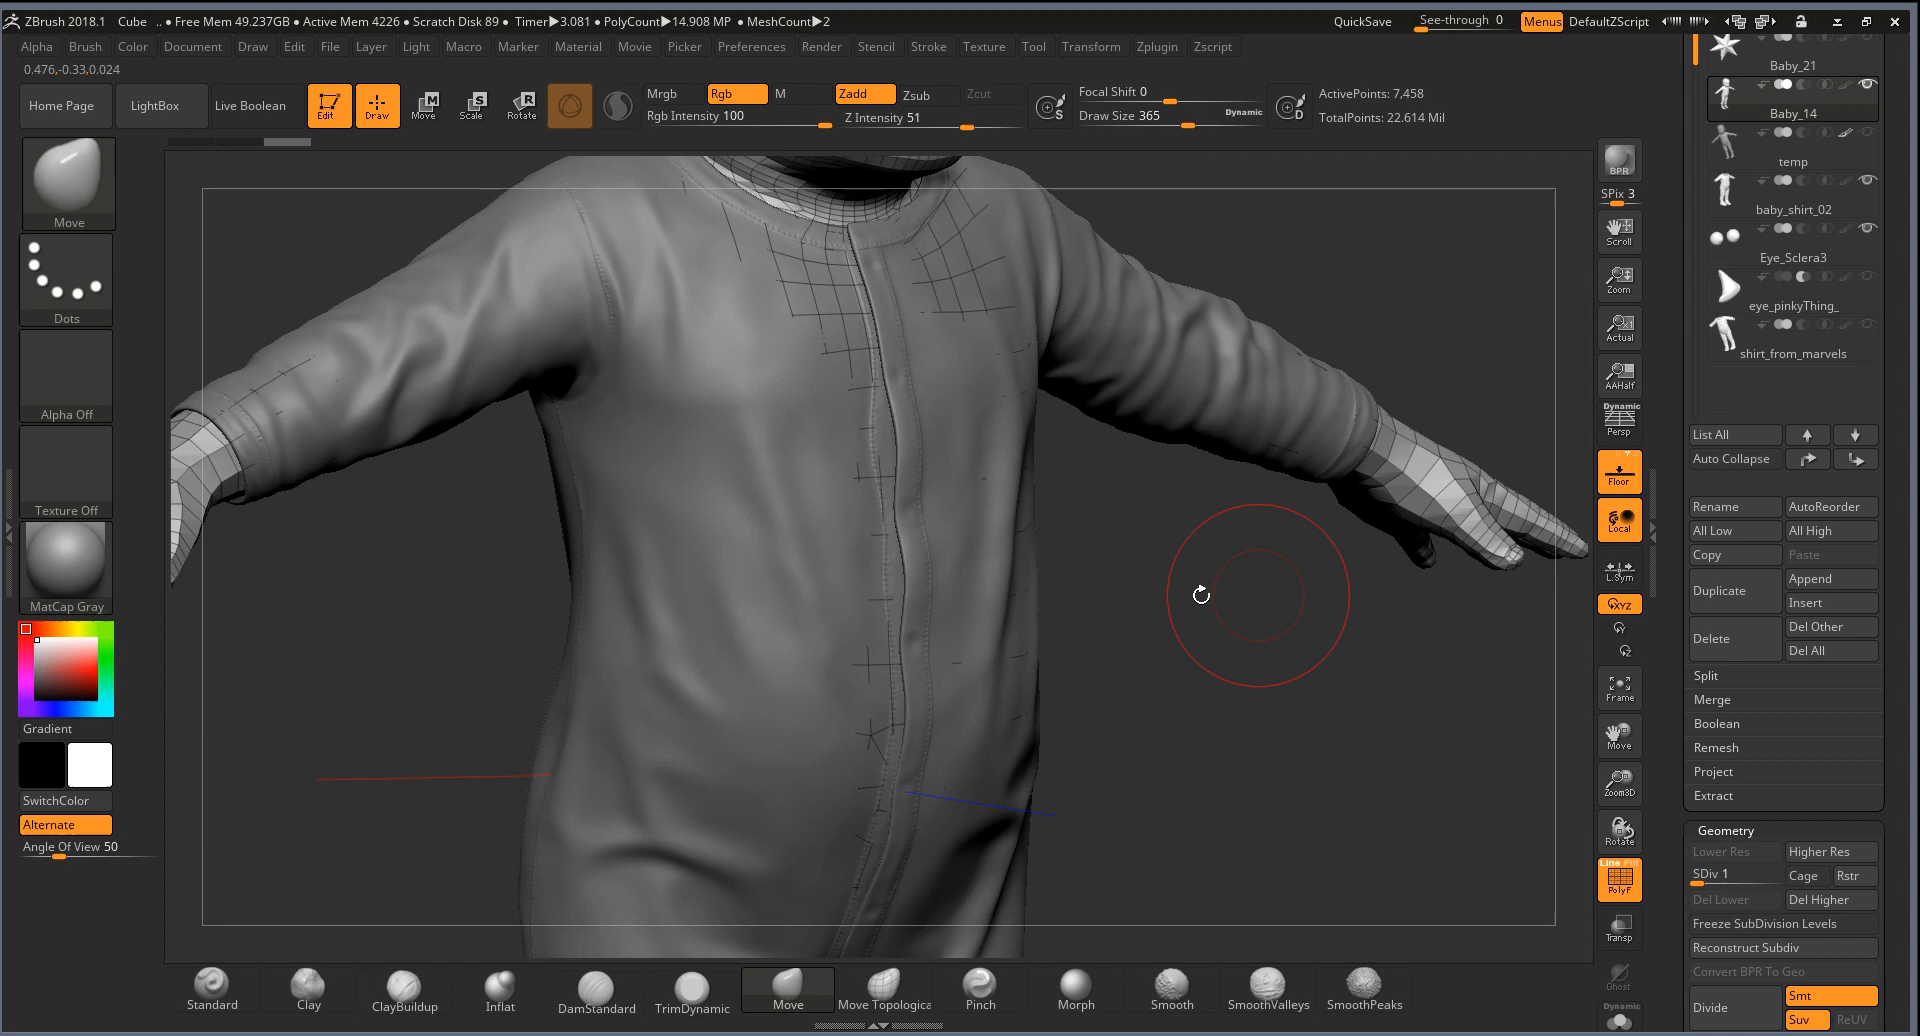 ZBrush 2018.1 Cube .. ● Free Mem 49.237GB ● Active Mem 4226 ● Scratch Disk 89 ● Timer▶3.081 ● PolyCount▶14.908 MP ● MeshCount▶2
QuickSave See-through 0 Menus DefaultZScript
Alpha Brush Color Document Draw Edit File Layer Light Macro Marker Material Movie Picker Preferences Render Stencil Stroke Texture Tool Transform Zplugin Zscript
0.476,-0.33,0.024
Home Page LightBox Live Boolean Edit Draw Move Scale Rotate
Mrgb Rgb M Zadd Zsub Zcut
Rgb Intensity 100 Z Intensity 51
Focal Shift 0
Draw Size 365 Dynamic
ActivePoints: 7,458
TotalPoints: 22.614 Mil
Move
Dots
Alpha Off
Texture Off
MatCap Gray
Gradient
SwitchColor
Alternate
Angle Of View 50
BPR
SPix 3
Scroll
Zoom
Actual
AAHalf
Dynamic
Persp
Floor
Local
L.Sym
XYZ
Y
Z
Frame
Move
Zoom3D
Rotate
Line Fill
PolyF
Transp
Ghost
Dynamic
Baby_21
Baby_14
temp
baby_shirt_02
Eye_Sclera3
eye_pinkyThing_
shirt_from_marvels
List All
Auto Collapse
Rename AutoReorder
All Low All High
Copy Paste
Duplicate Append
Insert
Delete Del Other
Del All
Split
Merge
Boolean
Remesh
Project
Extract
Geometry
Lower Res Higher Res
SDiv 1 Cage Rstr
Del Lower Del Higher
Freeze SubDivision Levels
Reconstruct Subdiv
Convert BPR To Geo
Divide Smt
Suv ReUV
Standard Clay ClayBuildup Inflat DamStandard TrimDynamic Move Move Topologica Pinch Morph Smooth SmoothValleys SmoothPeaks